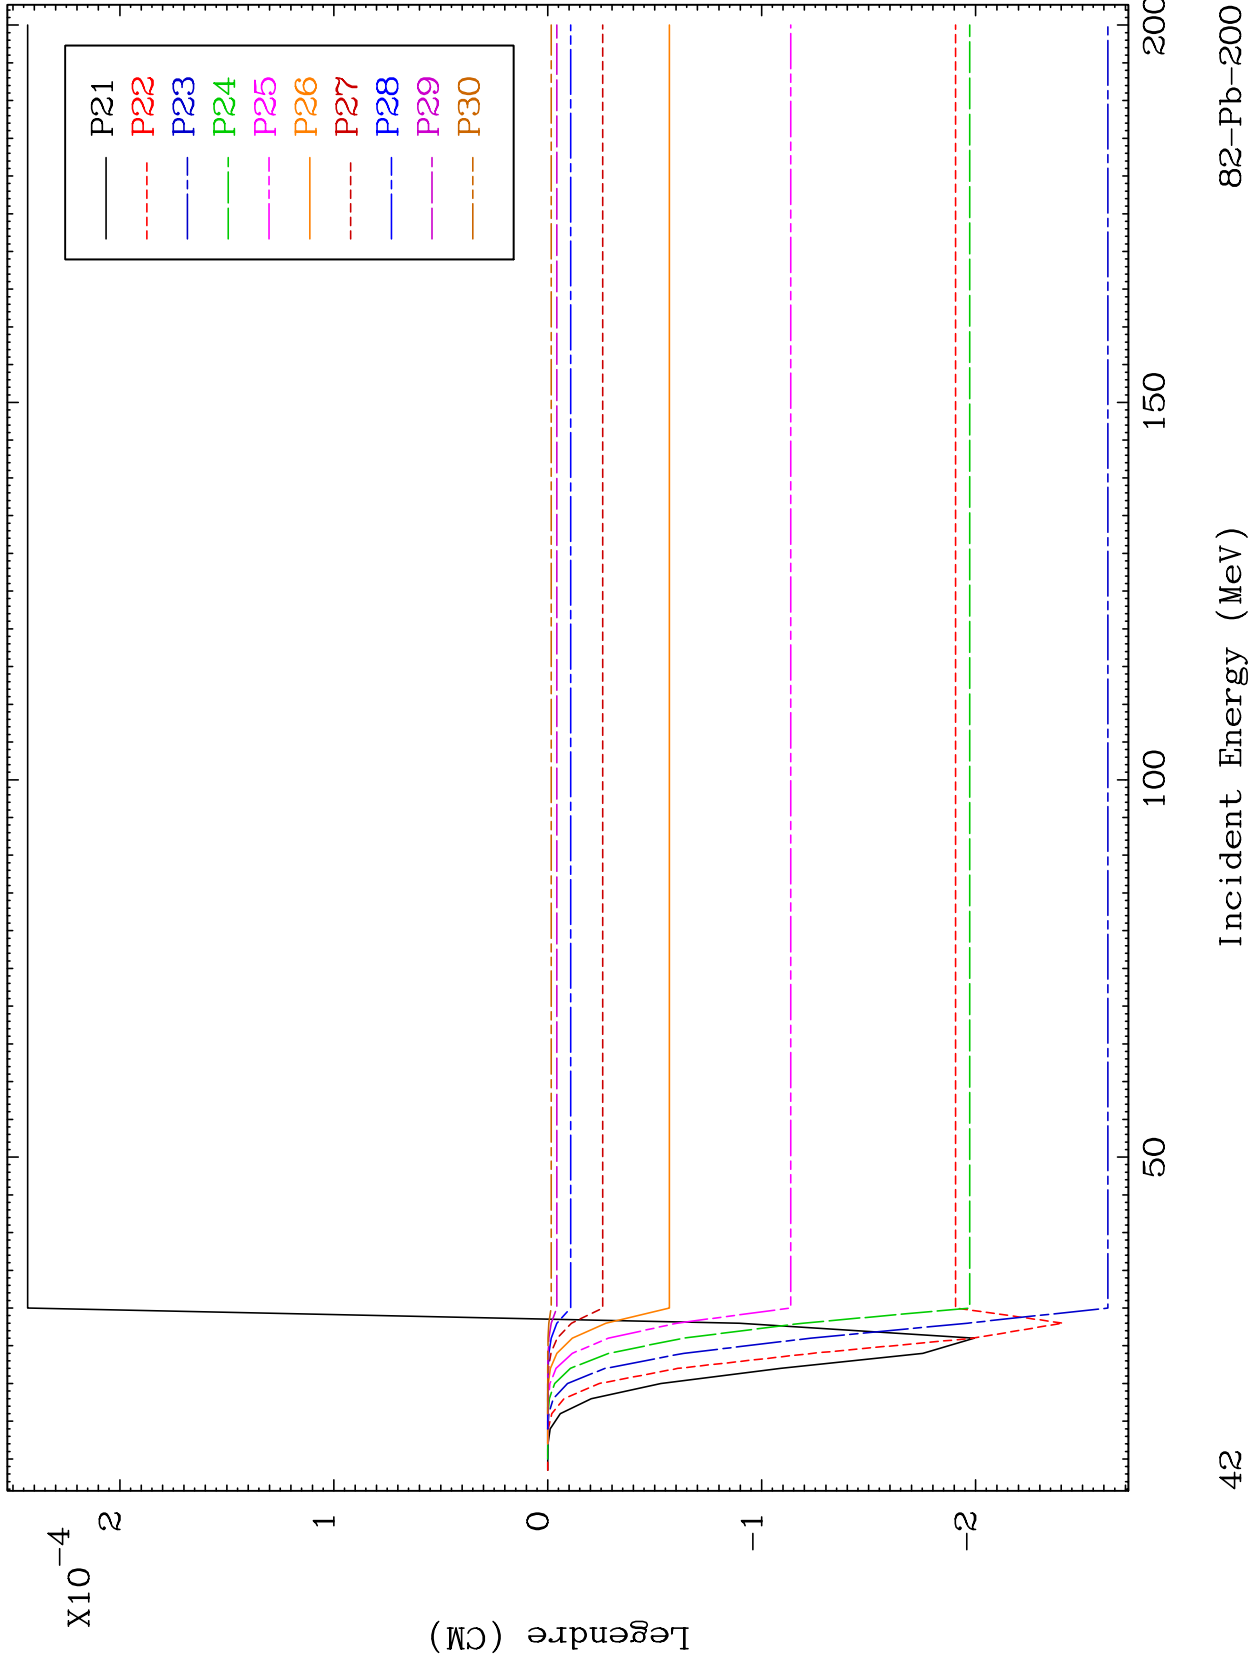 X10-4
2
1
0
-1
-2
Legendre (CM)
P21
P22
P23
P24
P25
P26
P27
P28
P29
P30
50
100
150
200
Incident Energy (MeV)
42
82-Pb-200